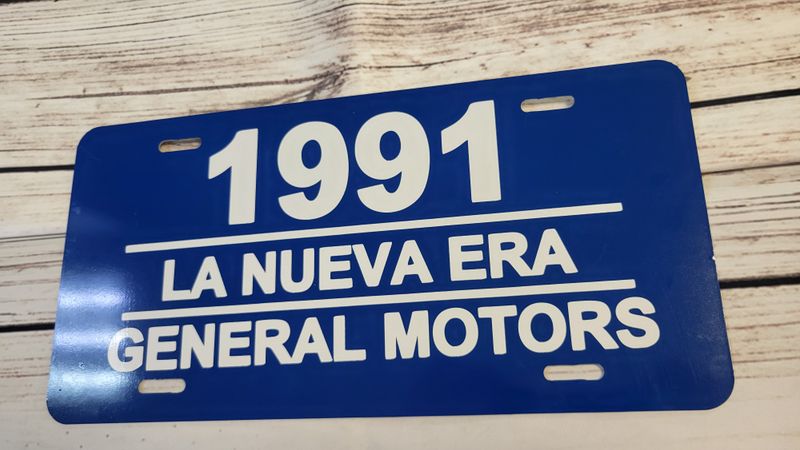 1991
LA NUEVA ERA
GENERAL MOTORS